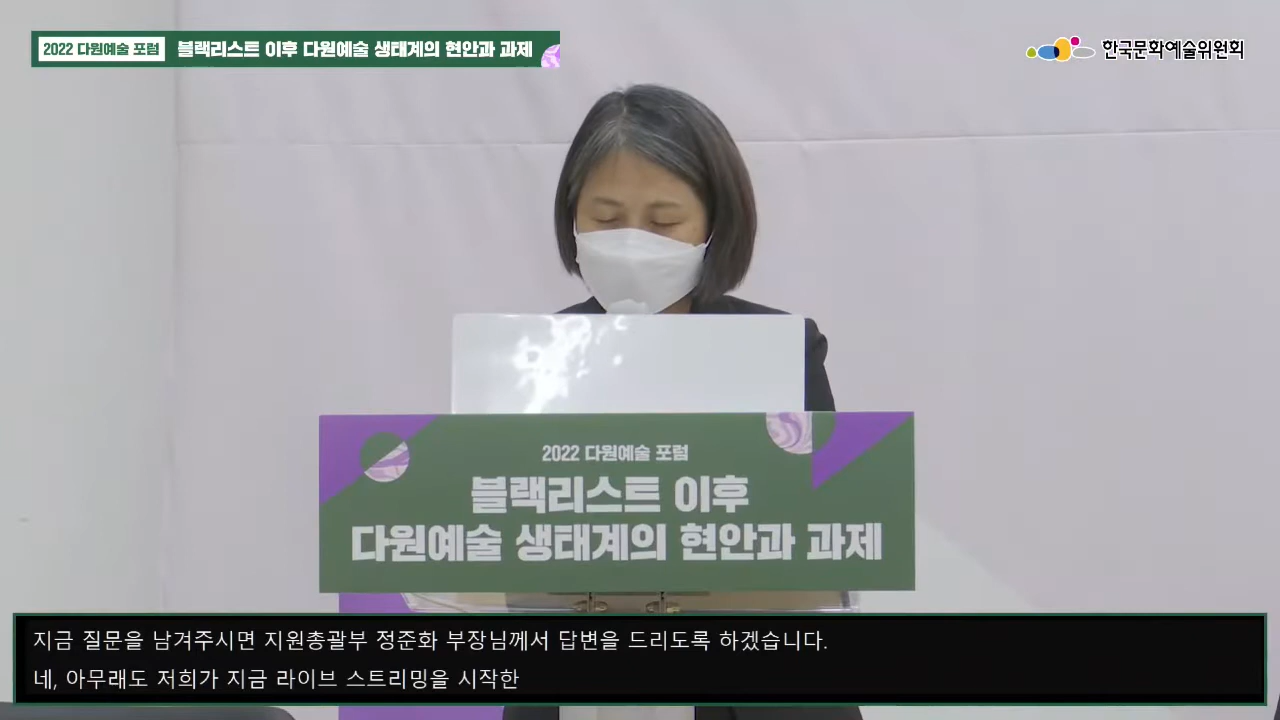 2022 다원예술 포럼 블랙리스트 이후 다원예술 생태계의 현안과 과제
한국문화예술위원회
2022 다원예술 포럼
블랙리스트 이후
다원예술 생태계의 현안과 과제
지금 질문을 남겨주시면 지원총괄부 정준화 부장님께서 답변을 드리도록 하겠습니다.
네, 아무래도 저희가 지금 라이브 스트리밍을 시작한